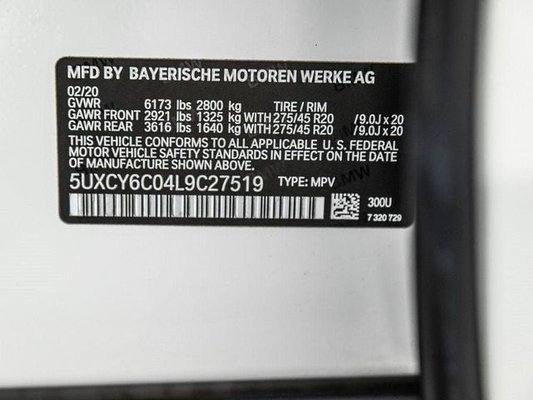 MFD BY BAYERISCHE MOTOREN WERKE AG
02/20
GVWR 6173 lbs 2800 kg TIRE / RIM
GAWR FRONT 2921 lbs 1325 kg WITH 275/45 R20 / 9.0J x 20
GAWR REAR 3616 lbs 1640 kg WITH 275/45 R20 / 9.0J x 20
THIS VEHICLE CONFORMS TO ALL APPLICABLE U. S. FEDERAL
MOTOR VEHICLE SAFETY STANDARDS IN EFFECT ON THE DATE OF
MANUFACTURE SHOWN ABOVE.
5UXCY6C04L9C27519 TYPE: MPV
300U
7 320 729